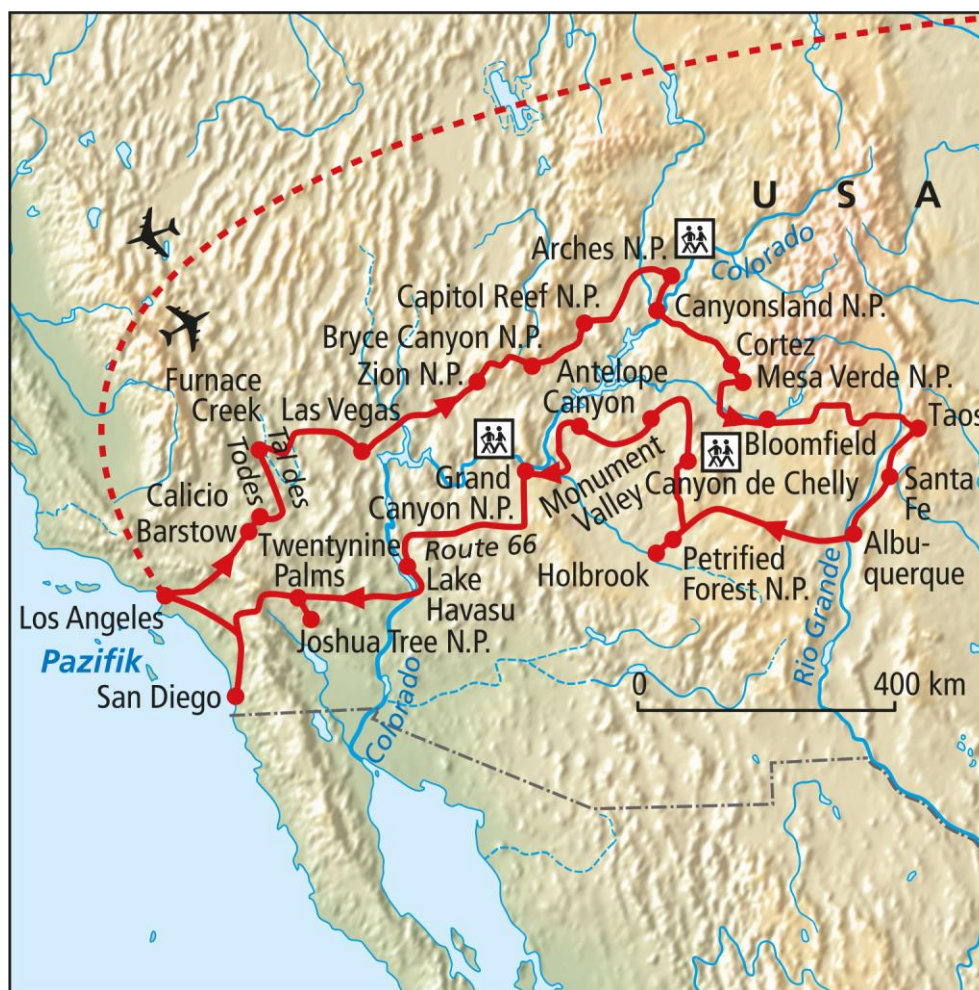 USA
Arches N.P.
Colorado
Capitol Reef N.P.
Canyonsland N.P.
Bryce Canyon N.P.
Cortez
Zion N.P.
Antelope
Canyon
Mesa Verde N.P.
Furnace
Creek
Las Vegas
Taos
Bloomfield
Tal des
Todes
Grand
Canyon N.P.
Monument
Valley
Canyon de Chelly
Santa
Fe
Calicio
Barstow
Twentynine
Palms
Route 66
Lake
Havasu
Holbrook
Petrified
Forest N.P.
Albu-
querque
Los Angeles
Joshua Tree N.P.
Pazifik
San Diego
Colorado
Rio Grande
0 400 km